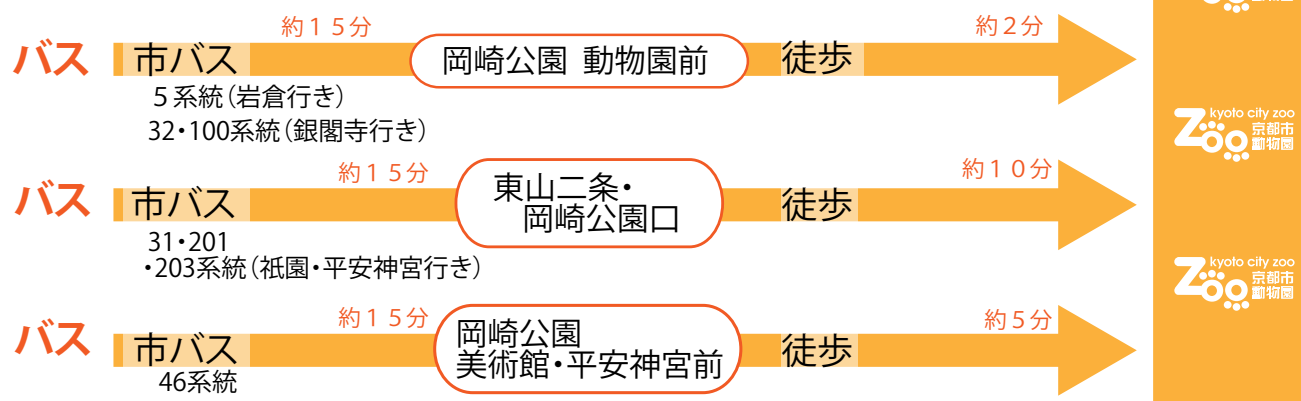 約１５分
約２分
バス
市バス
岡崎公園 動物園前
徒歩
５系統（岩倉行き）
32・100系統（銀閣寺行き）
kyoto city zoo
Zoo
京都市
動物園
約１５分
約１０分
バス
市バス
東山二条・
岡崎公園口
徒歩
31・201
・203系統（祇園・平安神宮行き）
kyoto city zoo
Zoo
京都市
動物園
約１５分
約５分
バス
市バス
岡崎公園
美術館・平安神宮前
徒歩
46系統